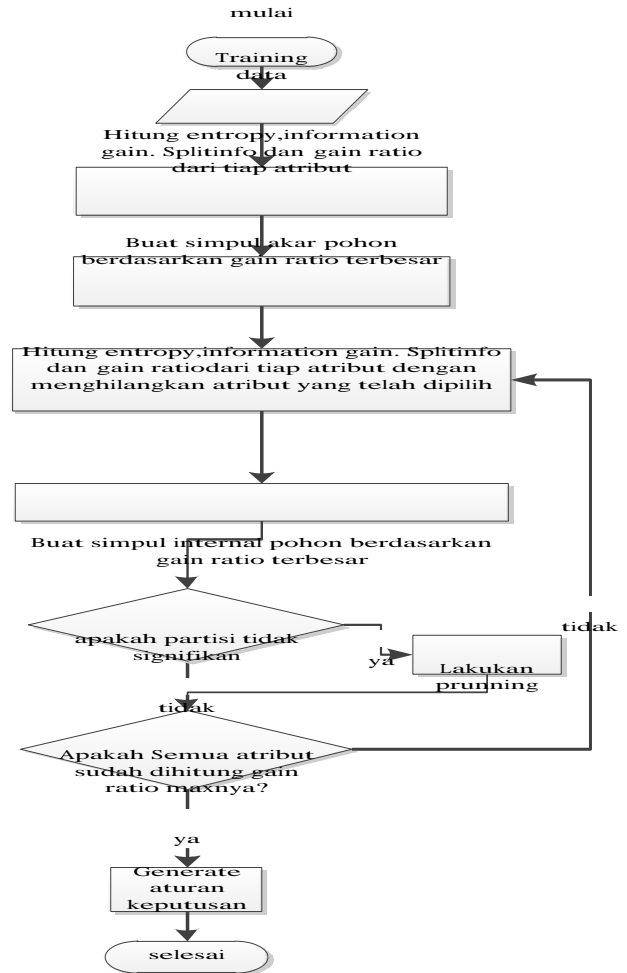 mulai
Training
data
Hitung entropy,information
gain. Splitinfo dan gain ratio
dari tiap atribut
Buat simpul akar pohon
berdasarkan gain ratio terbesar
Hitung entropy,information gain. Splitinfo
dan gain ratiodari tiap atribut dengan
menghilangkan atribut yang telah dipilih
Buat simpul internal pohon berdasarkan
gain ratio terbesar
apakah partisi tidak
signifikan
ya
Lakukan
prunning
tidak
tidak
Apakah Semua atribut
sudah dihitung gain
ratio maxnya?
ya
Generate
aturan
keputusan
selesai